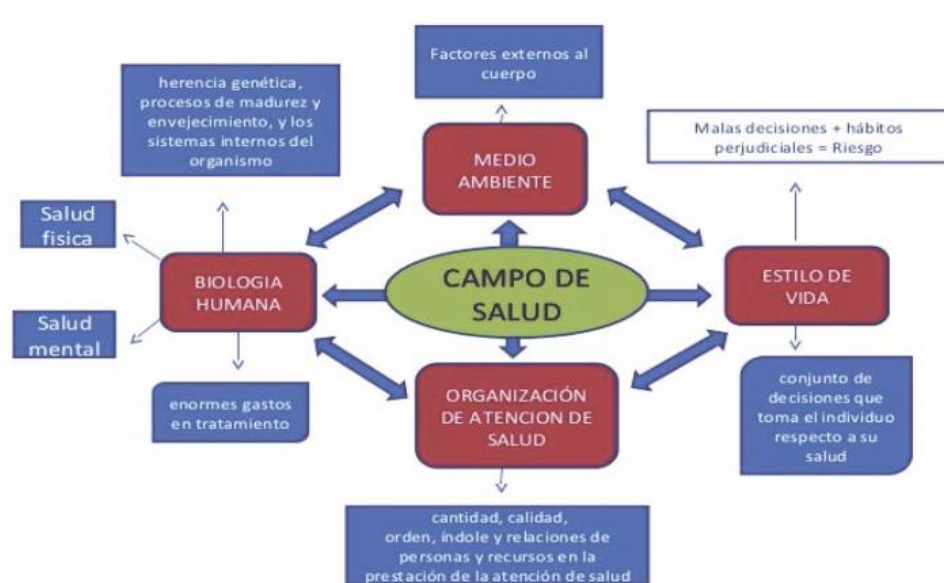 Factores externos al
cuerpo
herencia genética,
procesos de madurez y
envejecimiento, y los
sistemas internos del
organismo
Malas decisiones + hábitos
perjudiciales = Riesgo
MEDIO
AMBIENTE
Salud
fisica
BIOLOGIA
HUMANA
CAMPO DE
SALUD
ESTILO DE
VIDA
Salud
mental
enormes gastos
en tratamiento
ORGANIZACIÓN
DE ATENCION DE
SALUD
conjunto de
decisiones que
toma el individuo
respecto a su
salud
cantidad, calidad,
orden, índole y relaciones de
personas y recursos en la
prestación de la atención de salud